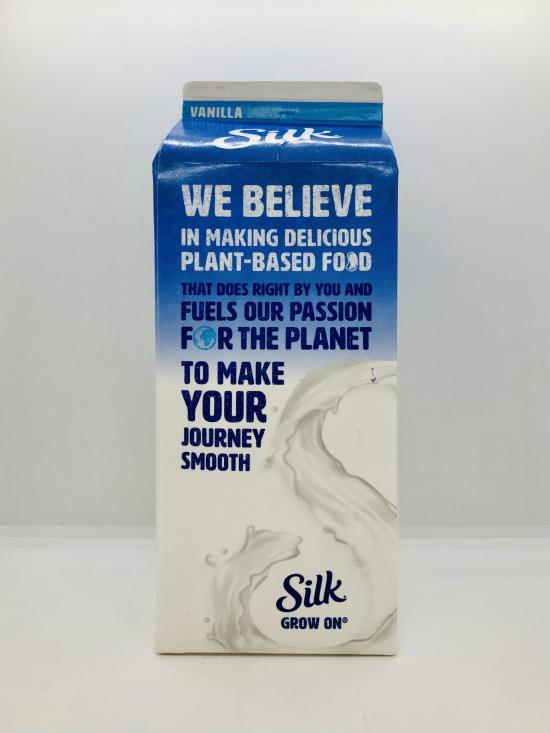 VANILLA
Silk
WE BELIEVE
IN MAKING DELICIOUS
PLANT-BASED FOOD
THAT DOES RIGHT BY YOU AND
FUELS OUR PASSION
FOR THE PLANET
TO MAKE
YOUR
JOURNEY
SMOOTH
Silk
GROW ON®